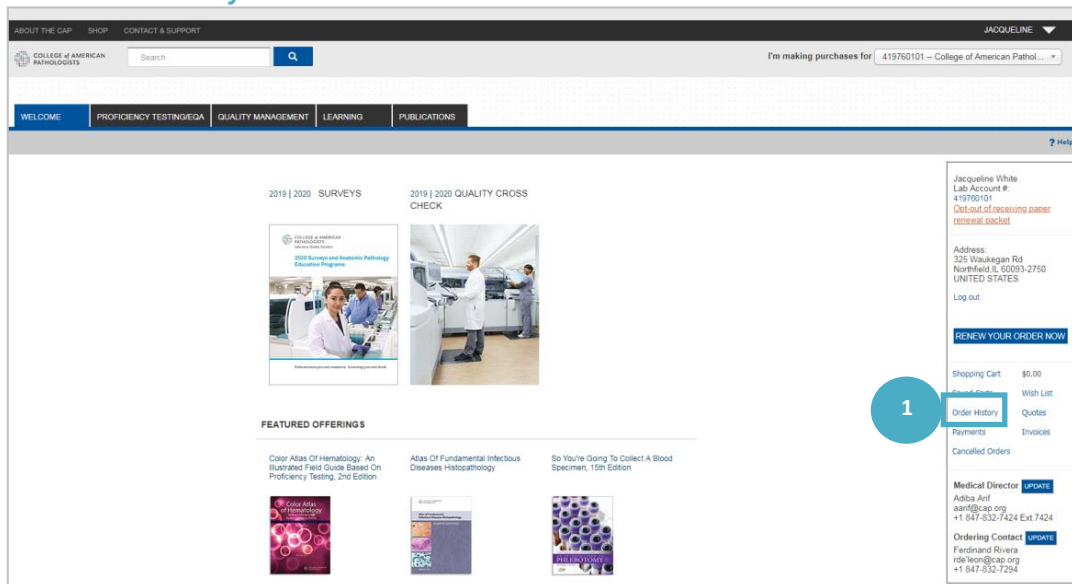 ABOUT THE CAP SHOP CONTACT & SUPPORT JACQUELINE
COLLEGE of AMERICAN
PATHOLOGISTS
Search
I'm making purchases for 419760101 -- College of American Pathol...
WELCOME PROFICIENCY TESTING/EQA QUALITY MANAGEMENT LEARNING PUBLICATIONS
? Help
2019 | 2020 SURVEYS
2019 | 2020 QUALITY CROSS
CHECK
COLLEGE of AMERICAN
PATHOLOGISTS
2020 Surveys and Anatomic Pathology
Education Programs
FEATURED OFFERINGS
Color Atlas Of Hematology: An
Illustrated Field Guide Based On
Proficiency Testing, 2nd Edition
Atlas Of Fundamental Infectious
Diseases Histopathology
So You're Going To Collect A Blood
Specimen, 15th Edition
Color Atlas
of Hematology
PHLEBOTOMY
Jacqueline White
Lab Account #:
419760101
Opt-out of receiving paper
renewal packet
Address:
325 Waukegan Rd
Northfield,IL 60093-2750
UNITED STATES
Log out
RENEW YOUR ORDER NOW
Shopping Cart $0.00
Wish List
1
Order History Quotes
Payments Invoices
Cancelled Orders
Medical Director UPDATE
Adiba Arif
aarif@cap.org
+1 847-832-7424 Ext.7424
Ordering Contact UPDATE
Ferdinand Rivera
rde'leon@cap.org
+1 847-832-7294